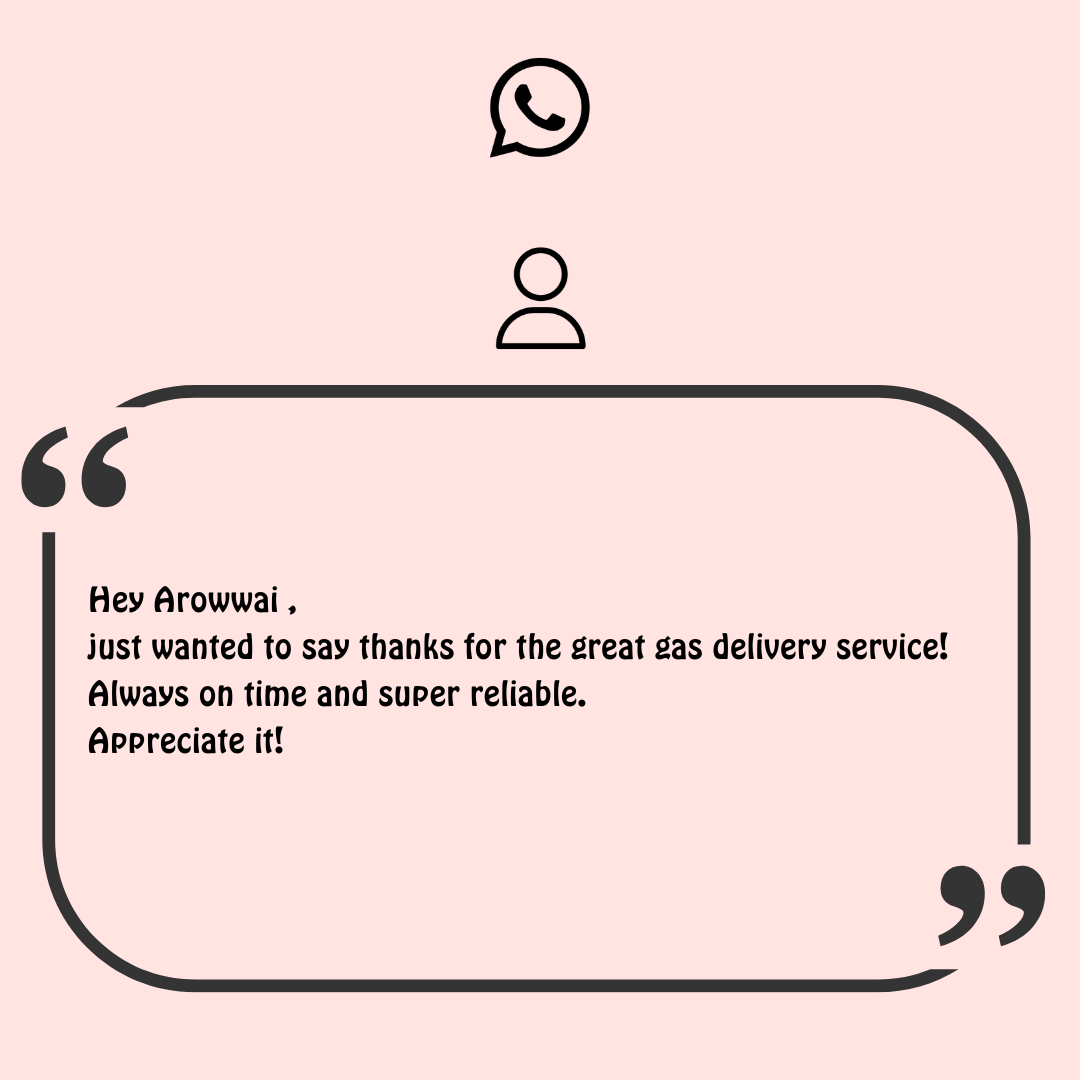 Hey Arowwai ,
just wanted to say thanks for the great gas delivery service!
Always on time and super reliable.
Appreciate it!